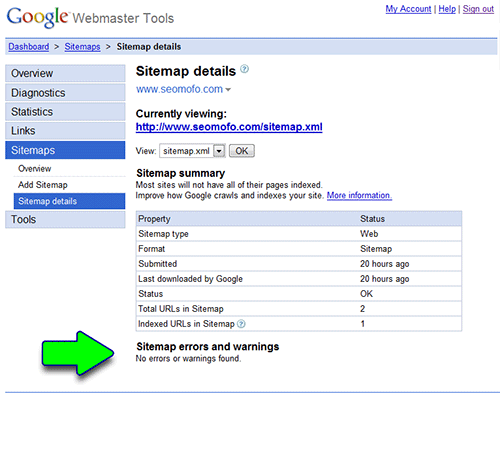 Google Webmaster Tools
My Account | Help | Sign out
Dashboard > Sitemaps > Sitemap details
Overview
Diagnostics
Statistics
Links
Sitemaps
Overview
Add Sitemap
Sitemap details
Tools
Sitemap details ?
www.seomofo.com
Currently viewing:
http://www.seomofo.com/sitemap.xml
View: sitemap.xml OK
Sitemap summary
Most sites will not have all of their pages indexed.
Improve how Google crawls and indexes your site. More information.
Property Status
Sitemap type Web
Format Sitemap
Submitted 20 hours ago
Last downloaded by Google 20 hours ago
Status OK
Total URLs in Sitemap 2
Indexed URLs in Sitemap ? 1
Sitemap errors and warnings
No errors or warnings found.